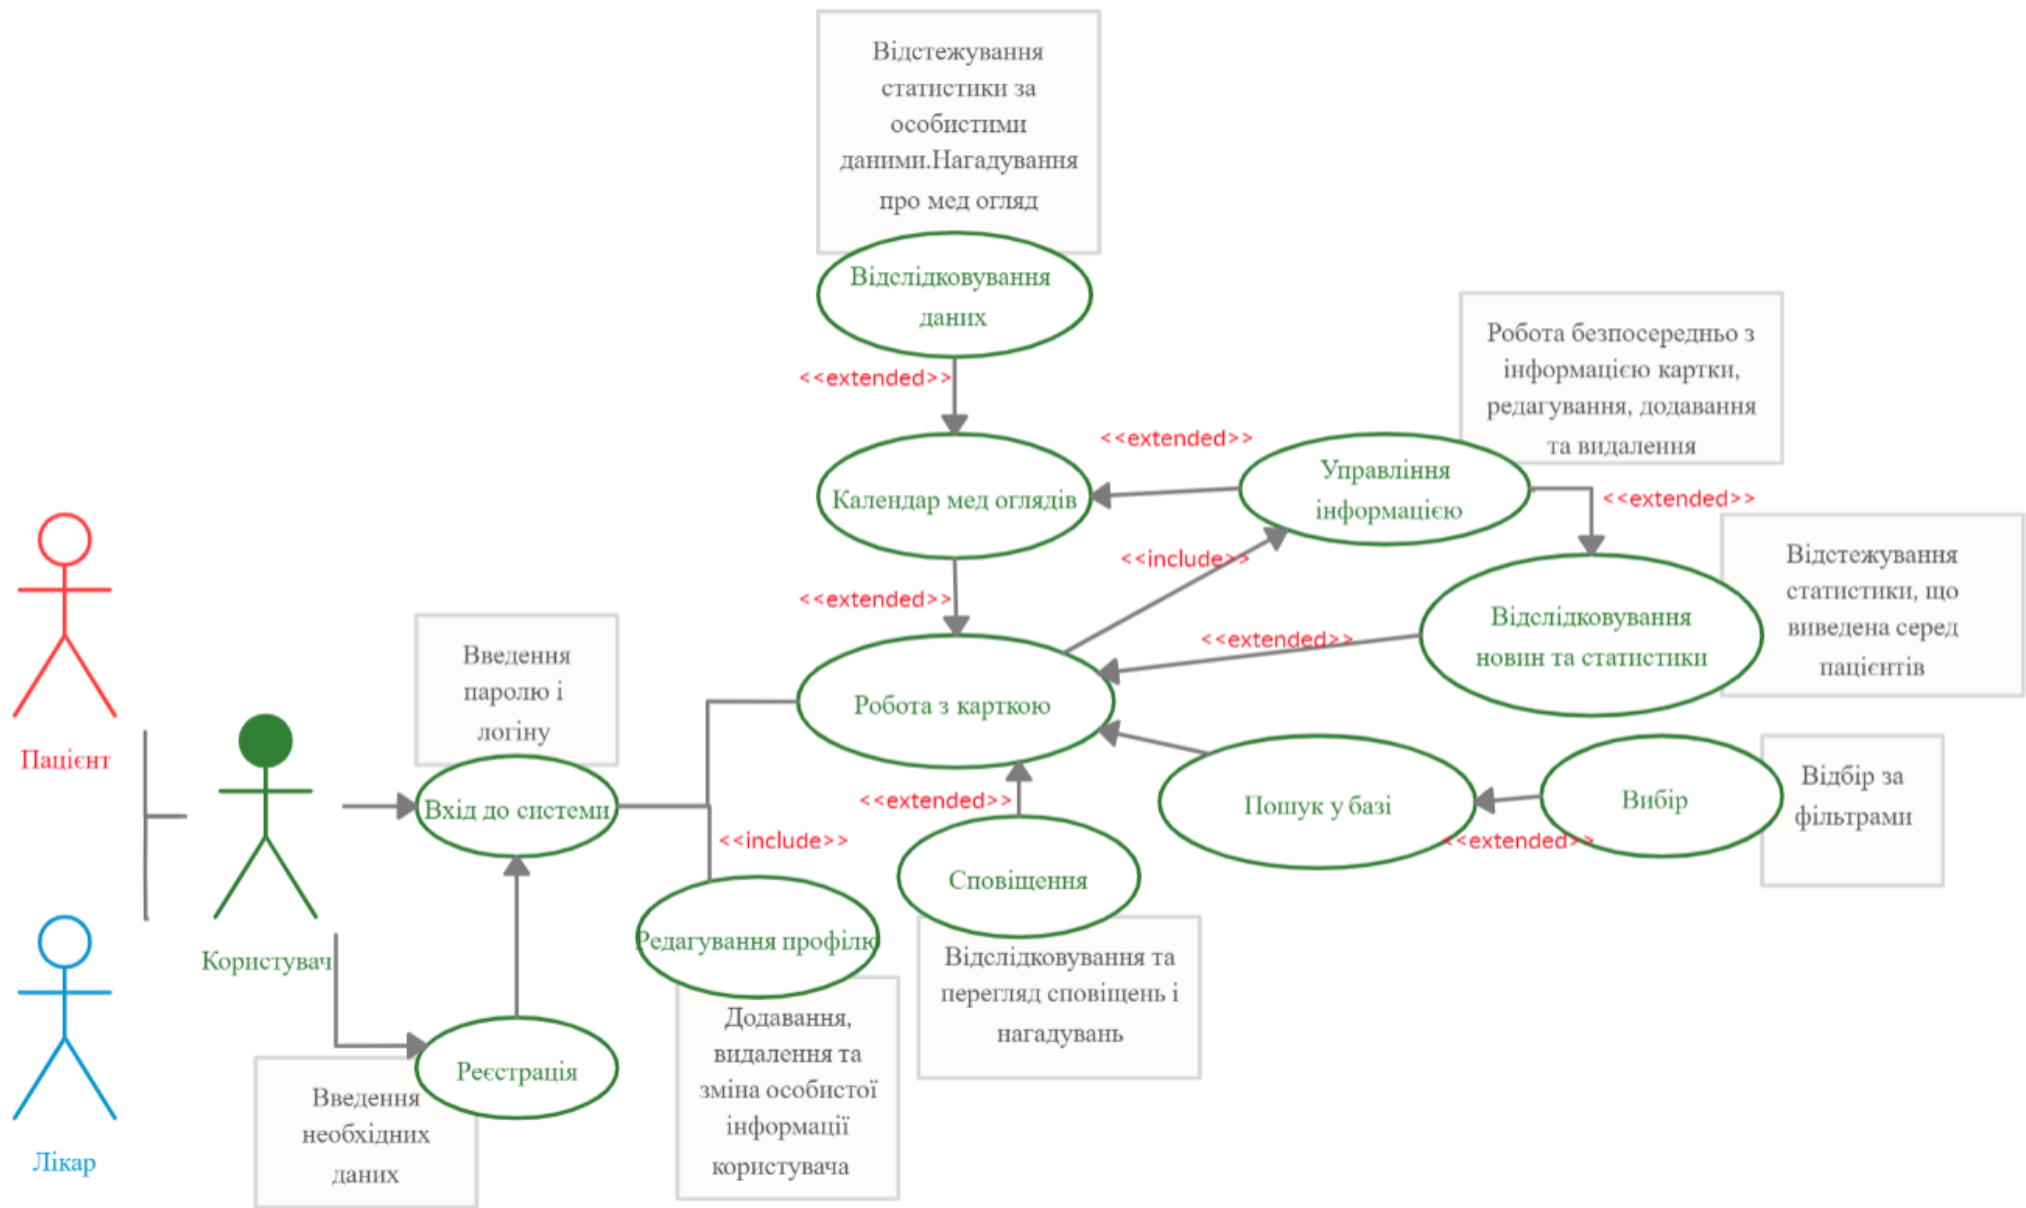 Відстежування
статистики за
особистими
даними.Нагадування
про мед огляд
Відслідковування
даних
<<extended>>
Робота безпосередньо з
інформацією картки,
редагування, додавання
та видалення
<<extended>>
Управління
інформацією
Календар мед оглядів
<<extended>>
<<include>>
Відстежування
статистики, що
виведена серед
пацієнтів
<<extended>>
<<extended>>
Відслідковування
новин та статистики
Введення
паролю і
логіну
Робота з карткою
Пацієнт
Вхід до системи
<<extended>>
Пошук у базі
Вибір
Відбір за
фільтрами
<<include>>
<<extended>>
Сповіщення
Користувач
Редагування профілю
Відслідковування та
перегляд сповіщень і
нагадувань
Додавання,
видалення та
зміна особистої
інформації
користувача
Реєстрація
Введення
необхідних
даних
Лікар